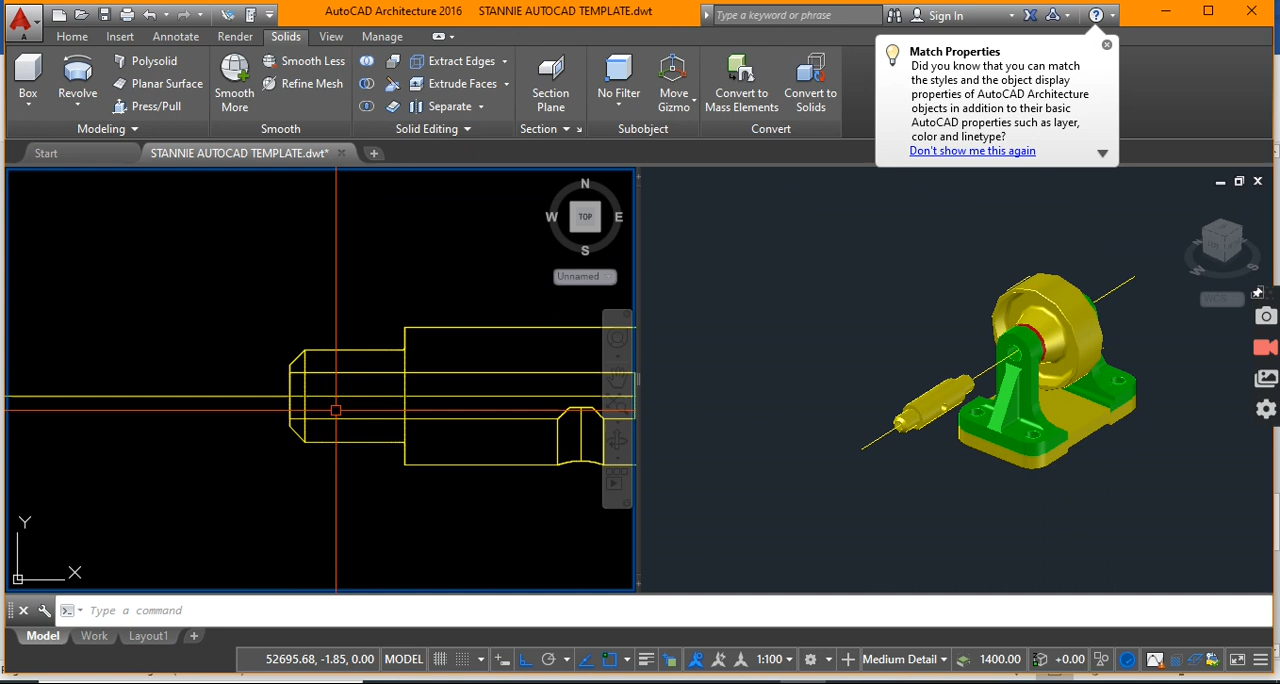 A
AutoCAD Architecture 2016 STANNIE AUTOCAD TEMPLATE.dwt
Type a keyword or phrase
Sign In
Home Insert Annotate Render Solids View Manage
Box
Revolve
Polysolid
Planar Surface
Press/Pull
Modeling
Smooth
More
Smooth Less
Refine Mesh
Smooth
Extract Edges
Extrude Faces
Separate
Solid Editing
Section
Plane
Section
No Filter
Move
Gizmo
Subobject
Convert to
Mass Elements
Convert to
Solids
Convert
Match Properties
Did you know that you can match
the styles and the object display
properties of AutoCAD Architecture
objects in addition to their basic
AutoCAD properties such as layer,
color and linetype?
Don't show me this again
Start
STANNIE AUTOCAD TEMPLATE.dwt*
N
W TOP E
S
Unnamed
WCS
Y
X
Type a command
Model Work Layout1
52695.68, -1.85, 0.00 MODEL 1:100 Medium Detail 1400.00 +0.00